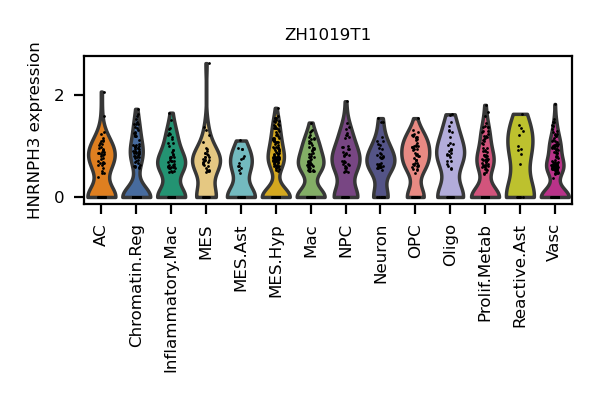 ZH1019T1
HNRNPH3 expression
2
0
AC
Chromatin.Reg
Inflammatory.Mac
MES
MES.Ast
MES.Hyp
Mac
NPC
Neuron
OPC
Oligo
Prolif.Metab
Reactive.Ast
Vasc